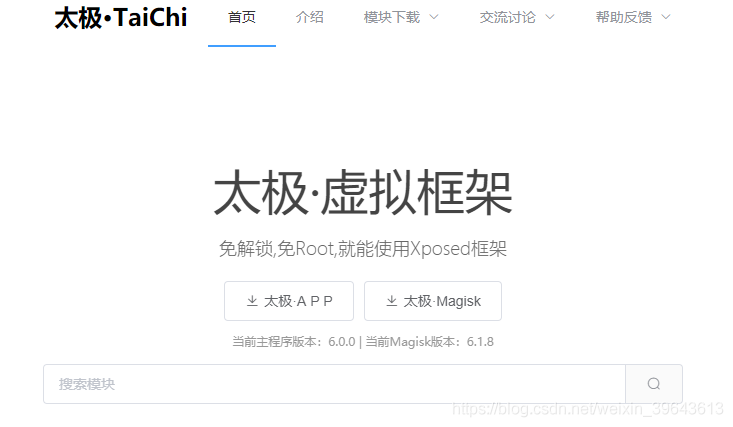 太极·TaiChi 首页 介绍 模块下载 交流讨论 帮助反馈
太极·虚拟框架
免解锁,免Root,就能使用Xposed框架
太极·A P P 太极·Magisk
当前主程序版本：6.0.0 | 当前Magisk版本：6.1.8
搜索模块
https://blog.csdn.net/weixin_39643613